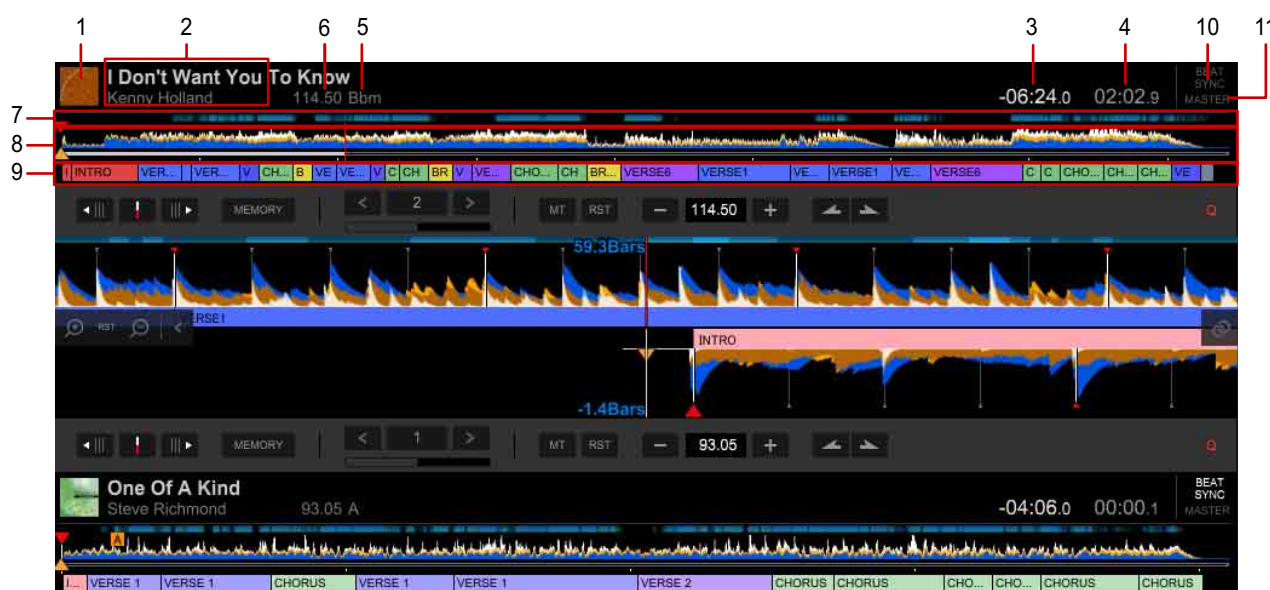 1 2 6 5 3 4 10 11
I Don't Want You To Know
Kenny Holland 114.50 Bbm
-06:24.0 02:02.9
BEAT
SYNC
MASTER
7
8
9
I INTRO VER... VER... V CH... B VE VE... V C CH BR V VE... CHO... CH BR... VERSE6 VERSE1 VE... VERSE1 VE... VERSE6 C C CHO... CH... CH... VE
MEMORY < 2 > MT RST − 114.50 + Q
59.3Bars
VERSE1
RST <
INTRO
-1.4Bars
MEMORY < 1 > MT RST − 93.05 + Q
One Of A Kind
Steve Richmond 93.05 A
-04:06.0 00:00.1
BEAT
SYNC
MASTER
A
I... VERSE 1 VERSE 1 CHORUS VERSE 1 VERSE 1 VERSE 2 CHORUS CHORUS CHO... CHO... CHORUS CHORUS